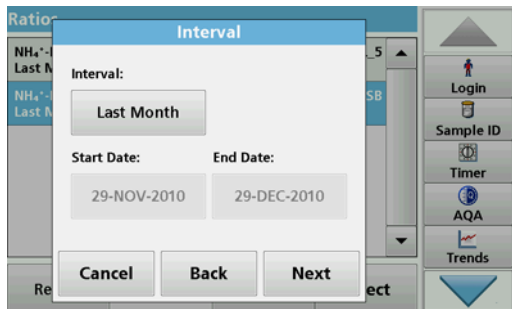 Ratios
Interval
NH₄⁺-
_5
Last
Interval:
NH₄⁺-
SB
Last
Last Month
Start Date:
End Date:
29-NOV-2010
29-DEC-2010
Cancel
Back
Next
Re
ect
Login
Sample ID
Timer
AQA
Trends